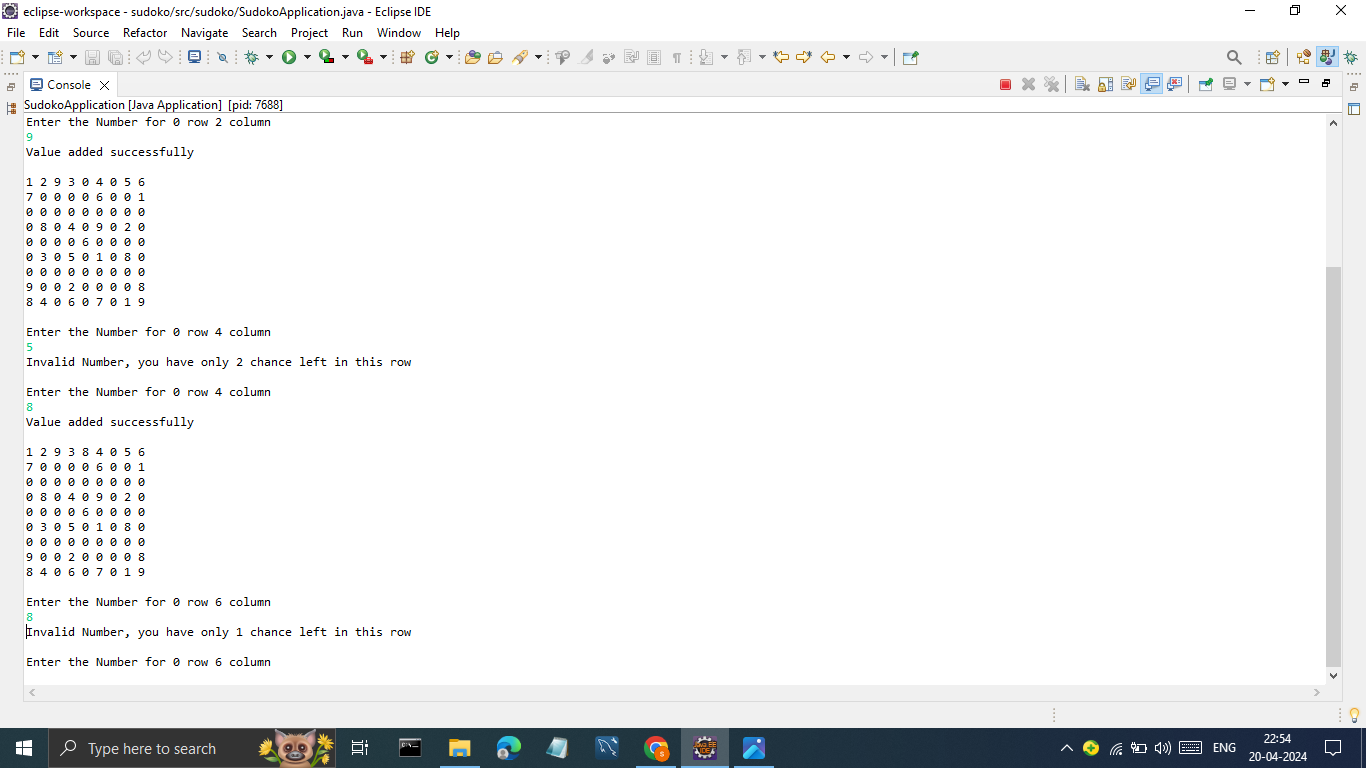 eclipse-workspace - sudoko/src/sudoko/SudokoApplication.java - Eclipse IDE
File Edit Source Refactor Navigate Search Project Run Window Help
Console
SudokoApplication [Java Application] [pid: 7688]
Enter the Number for 0 row 2 column
9
Value added successfully
1 2 9 3 0 4 0 5 6
7 0 0 0 0 6 0 0 1
0 0 0 0 0 0 0 0 0
0 8 0 4 0 9 0 2 0
0 0 0 0 6 0 0 0 0
0 3 0 5 0 1 0 8 0
0 0 0 0 0 0 0 0 0
9 0 0 2 0 0 0 0 8
8 4 0 6 0 7 0 1 9
Enter the Number for 0 row 4 column
5
Invalid Number, you have only 2 chance left in this row
Enter the Number for 0 row 4 column
8
Value added successfully
1 2 9 3 8 4 0 5 6
7 0 0 0 0 6 0 0 1
0 0 0 0 0 0 0 0 0
0 8 0 4 0 9 0 2 0
0 0 0 0 6 0 0 0 0
0 3 0 5 0 1 0 8 0
0 0 0 0 0 0 0 0 0
9 0 0 2 0 0 0 0 8
8 4 0 6 0 7 0 1 9
Enter the Number for 0 row 6 column
8
Invalid Number, you have only 1 chance left in this row
Enter the Number for 0 row 6 column
Type here to search
ENG
22:54
20-04-2024